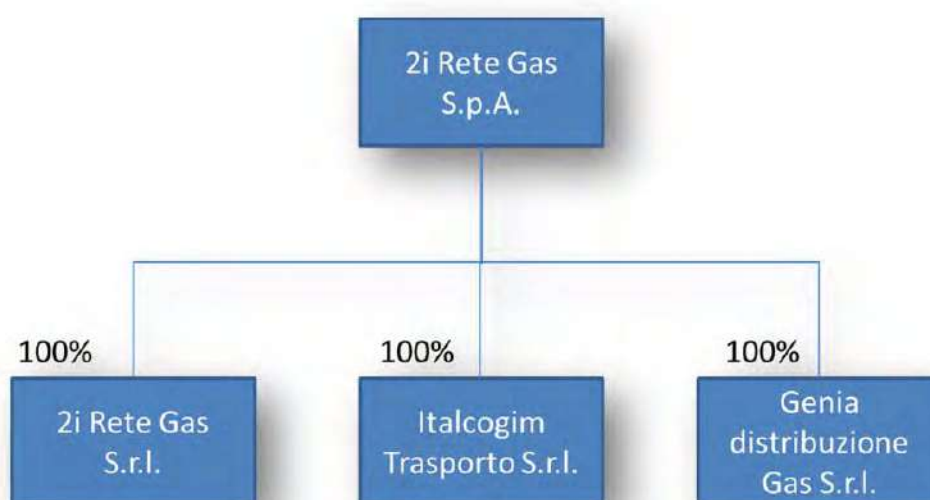 2i Rete Gas
S.p.A.
100%
100%
100%
2i Rete Gas
S.r.l.
Italcogim
Trasporto S.r.l.
Genia
distribuzione
Gas S.r.l.